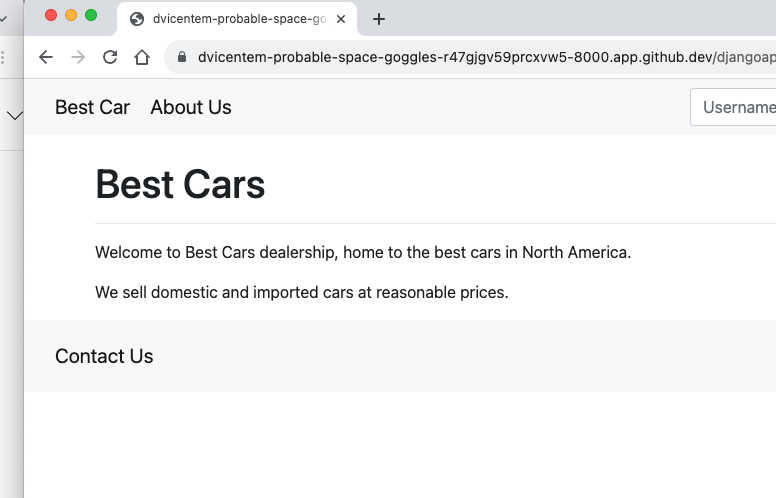 dvicentem-probable-space-go
dvicentem-probable-space-goggles-r47gjgv59prcxvw5-8000.app.github.dev/djangoap
Best Car About Us Username
Best Cars
Welcome to Best Cars dealership, home to the best cars in North America.
We sell domestic and imported cars at reasonable prices.
Contact Us